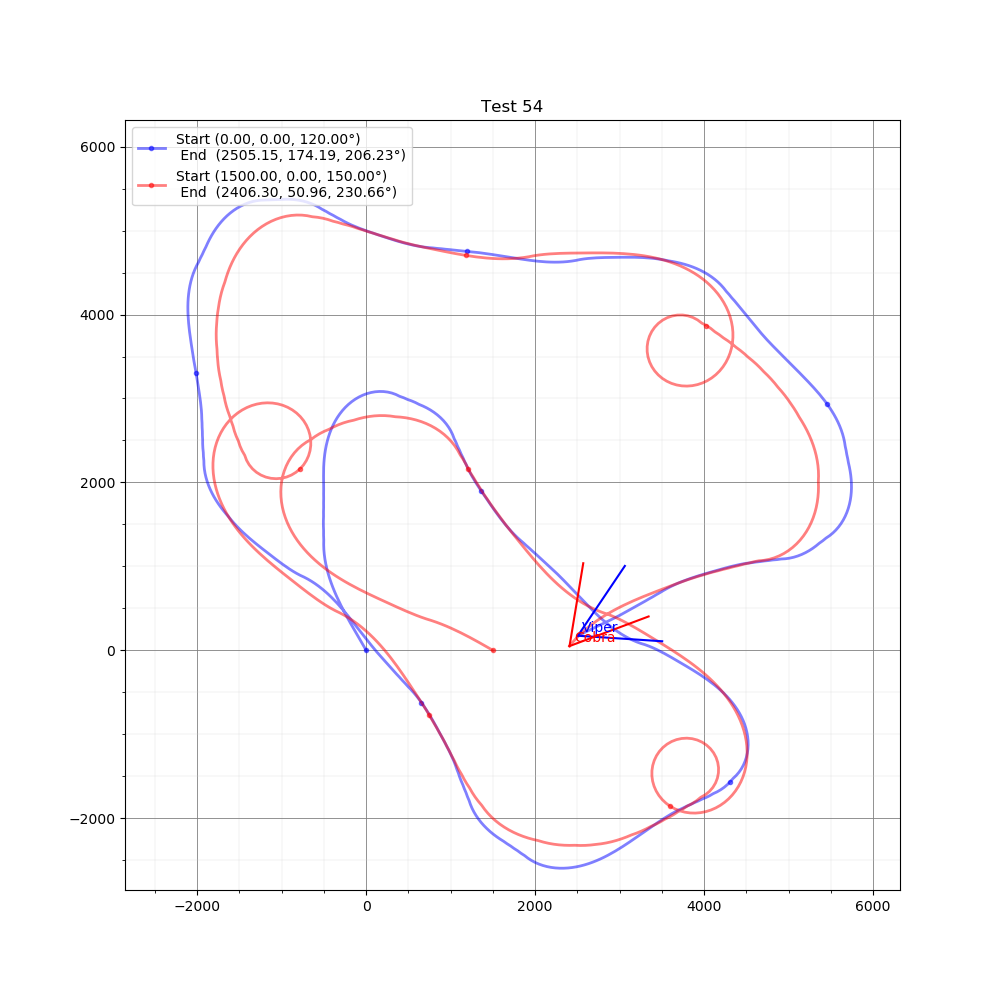 Test 54
Start (0.00, 0.00, 120.00°)
End (2505.15, 174.19, 206.23°)
Start (1500.00, 0.00, 150.00°)
End (2406.30, 50.96, 230.66°)
6000
4000
2000
0
−2000
Viper
Cobra
−2000
0
2000
4000
6000